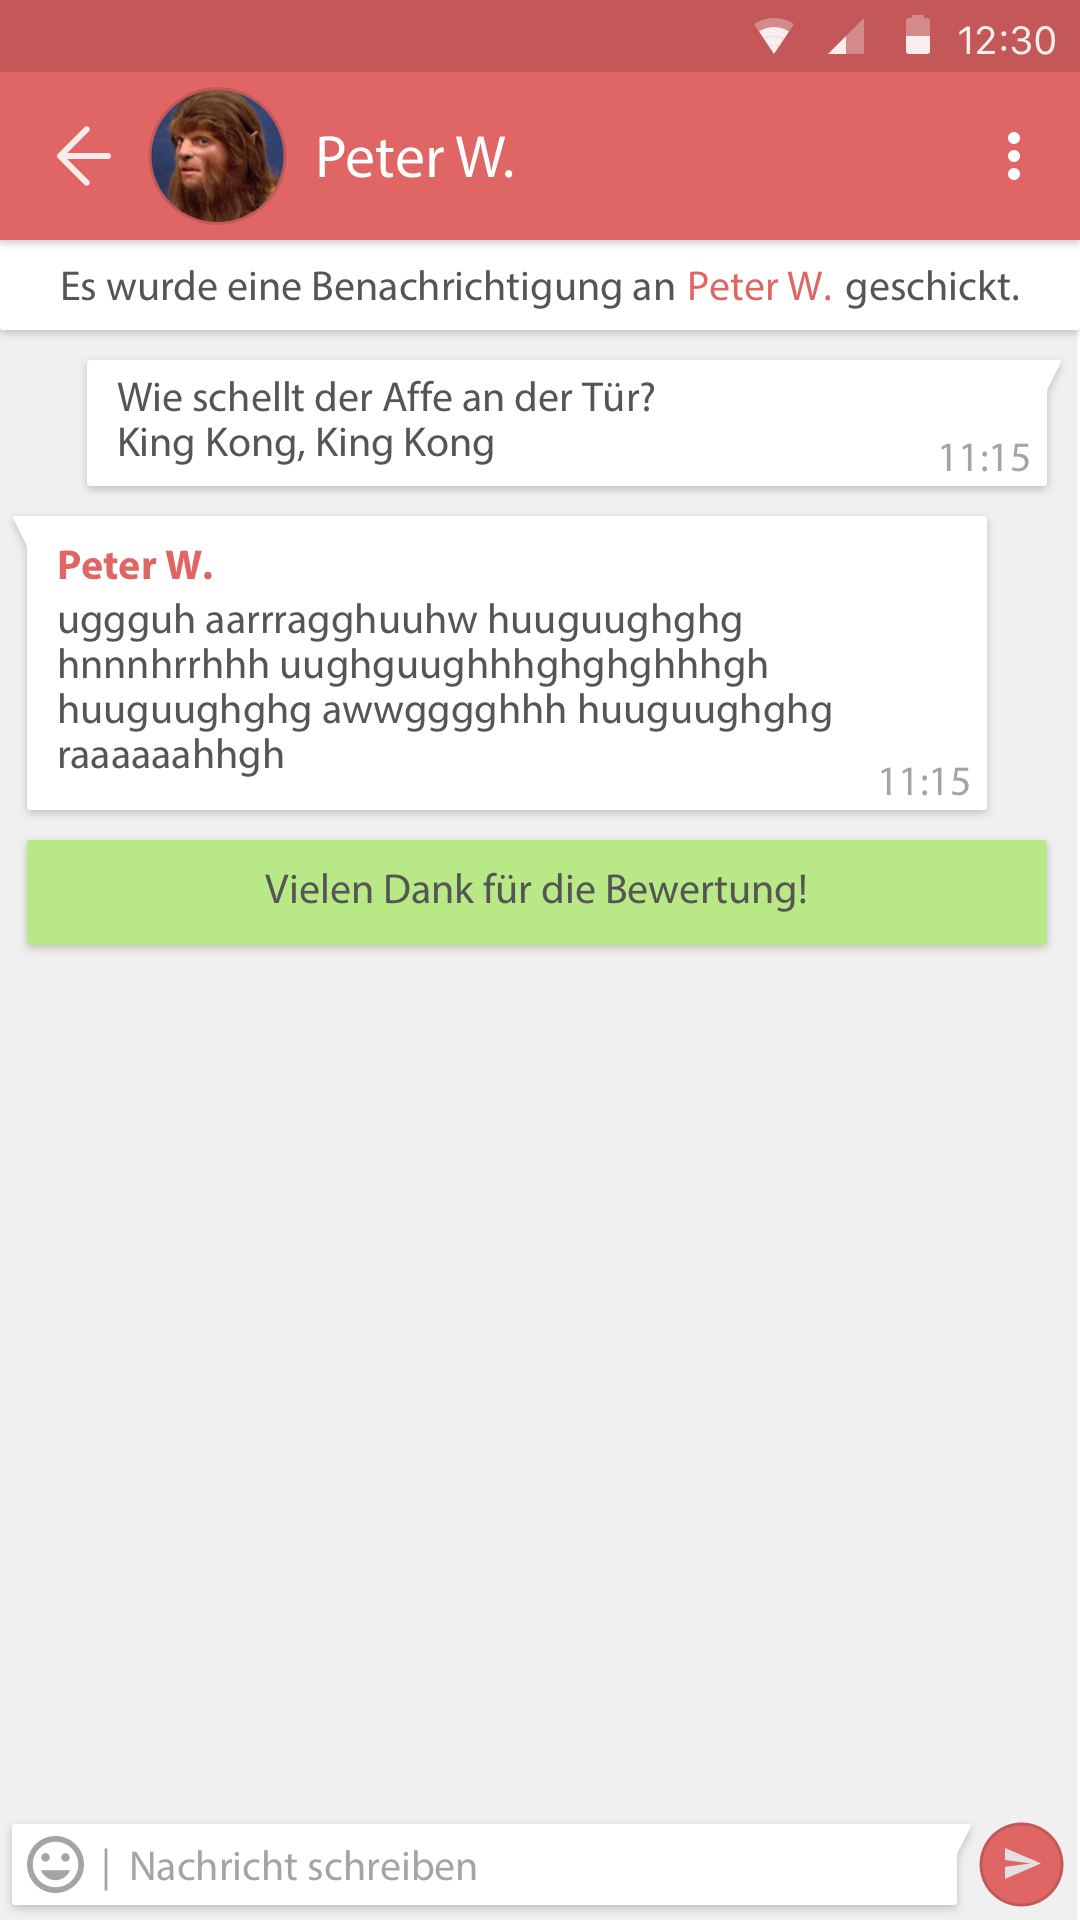 12:30
Peter W.
Es wurde eine Benachrichtigung an Peter W. geschickt.
Wie schellt der Affe an der Tür?
King Kong, King Kong
11:15
Peter W.
uggguh aarrragghuuhw huuguughghg
hnnnhrrhhh uughguughhhghghghhhgh
huuguughghg awwgggghhh huuguughghg
raaaaaahhgh
11:15
Vielen Dank für die Bewertung!
Nachricht schreiben